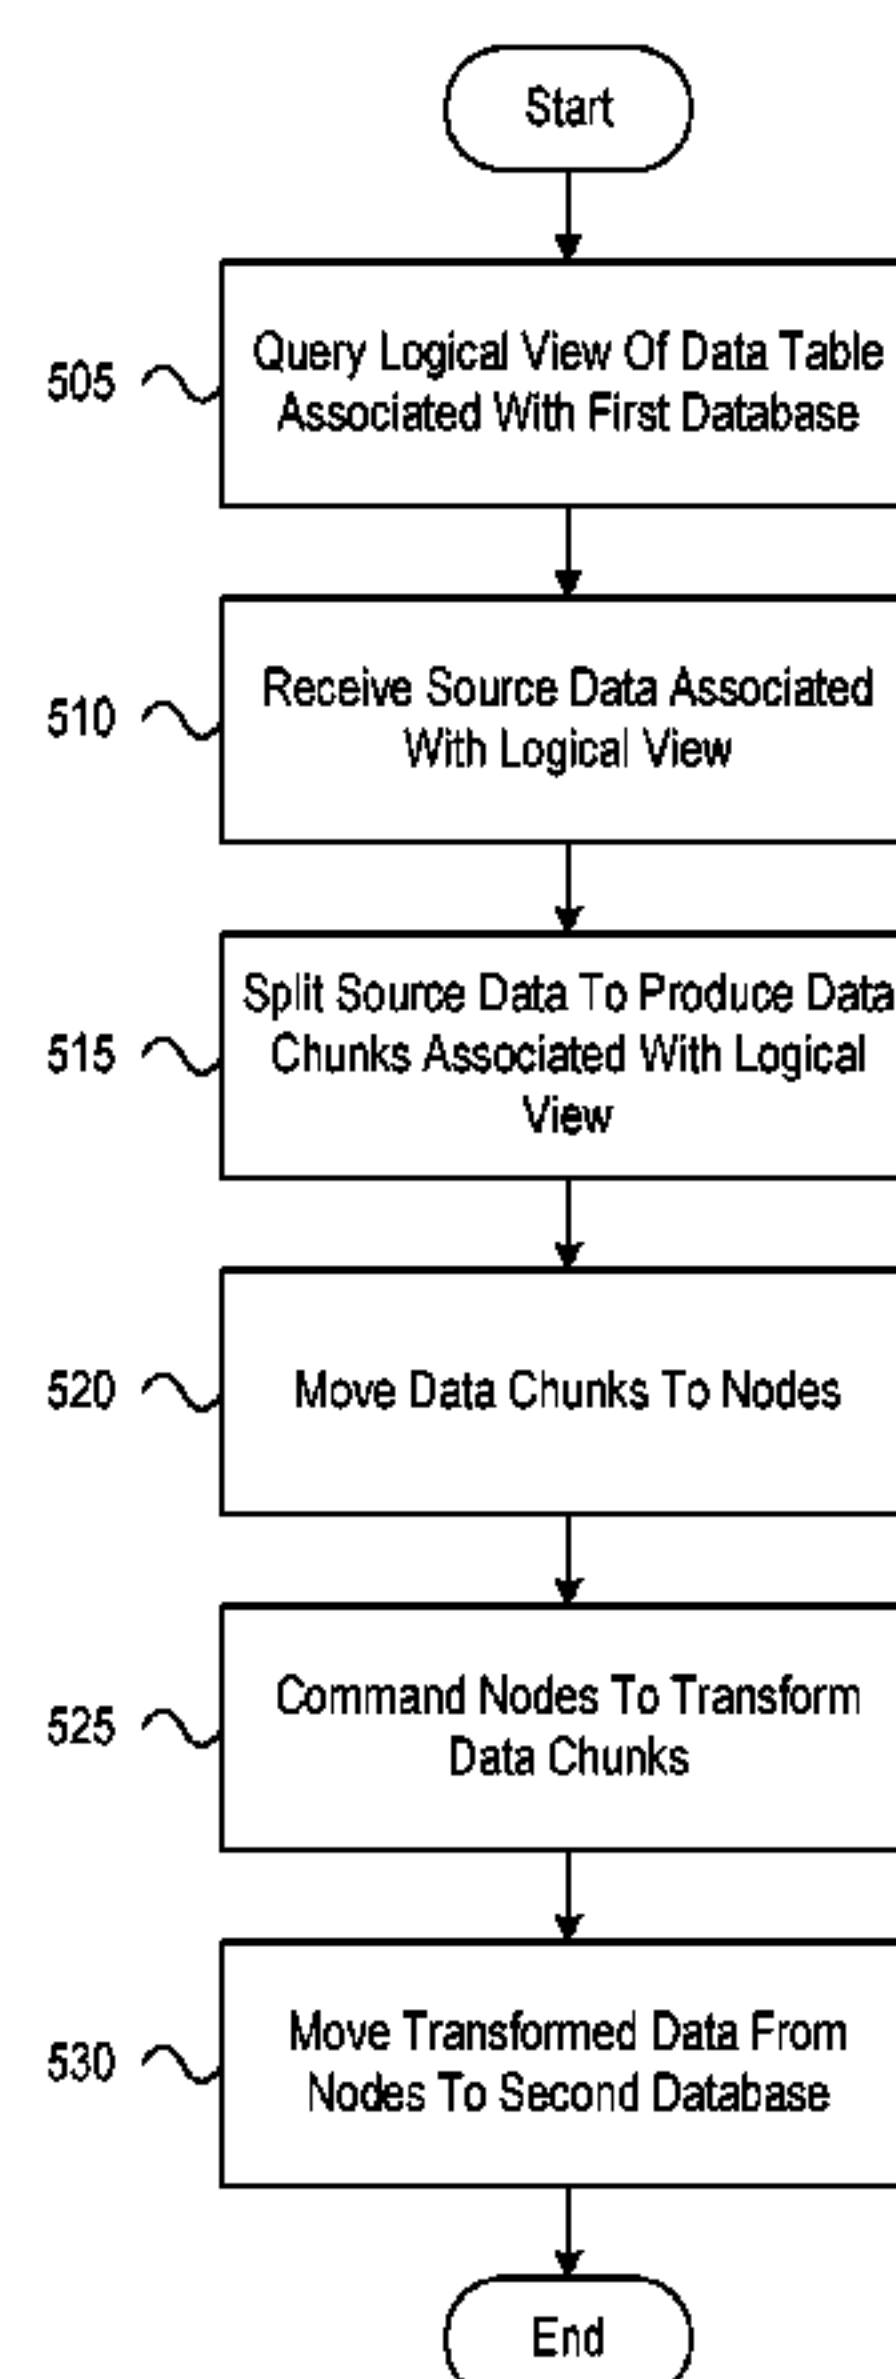 Start
505
Query Logical View Of Data Table
Associated With First Database
510
Receive Source Data Associated
With Logical View
515
Split Source Data To Produce Data
Chunks Associated With Logical
View
520
Move Data Chunks To Nodes
525
Command Nodes To Transform
Data Chunks
530
Move Transformed Data From
Nodes To Second Database
End